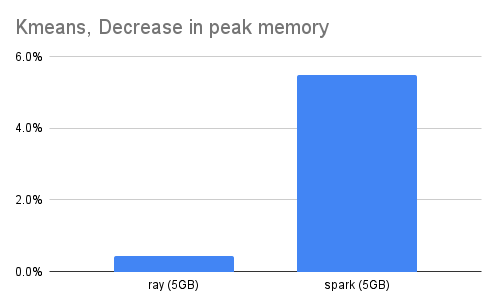 Kmeans, Decrease in peak memory
6.0%
4.0%
2.0%
0.0%
ray (5GB)
spark (5GB)